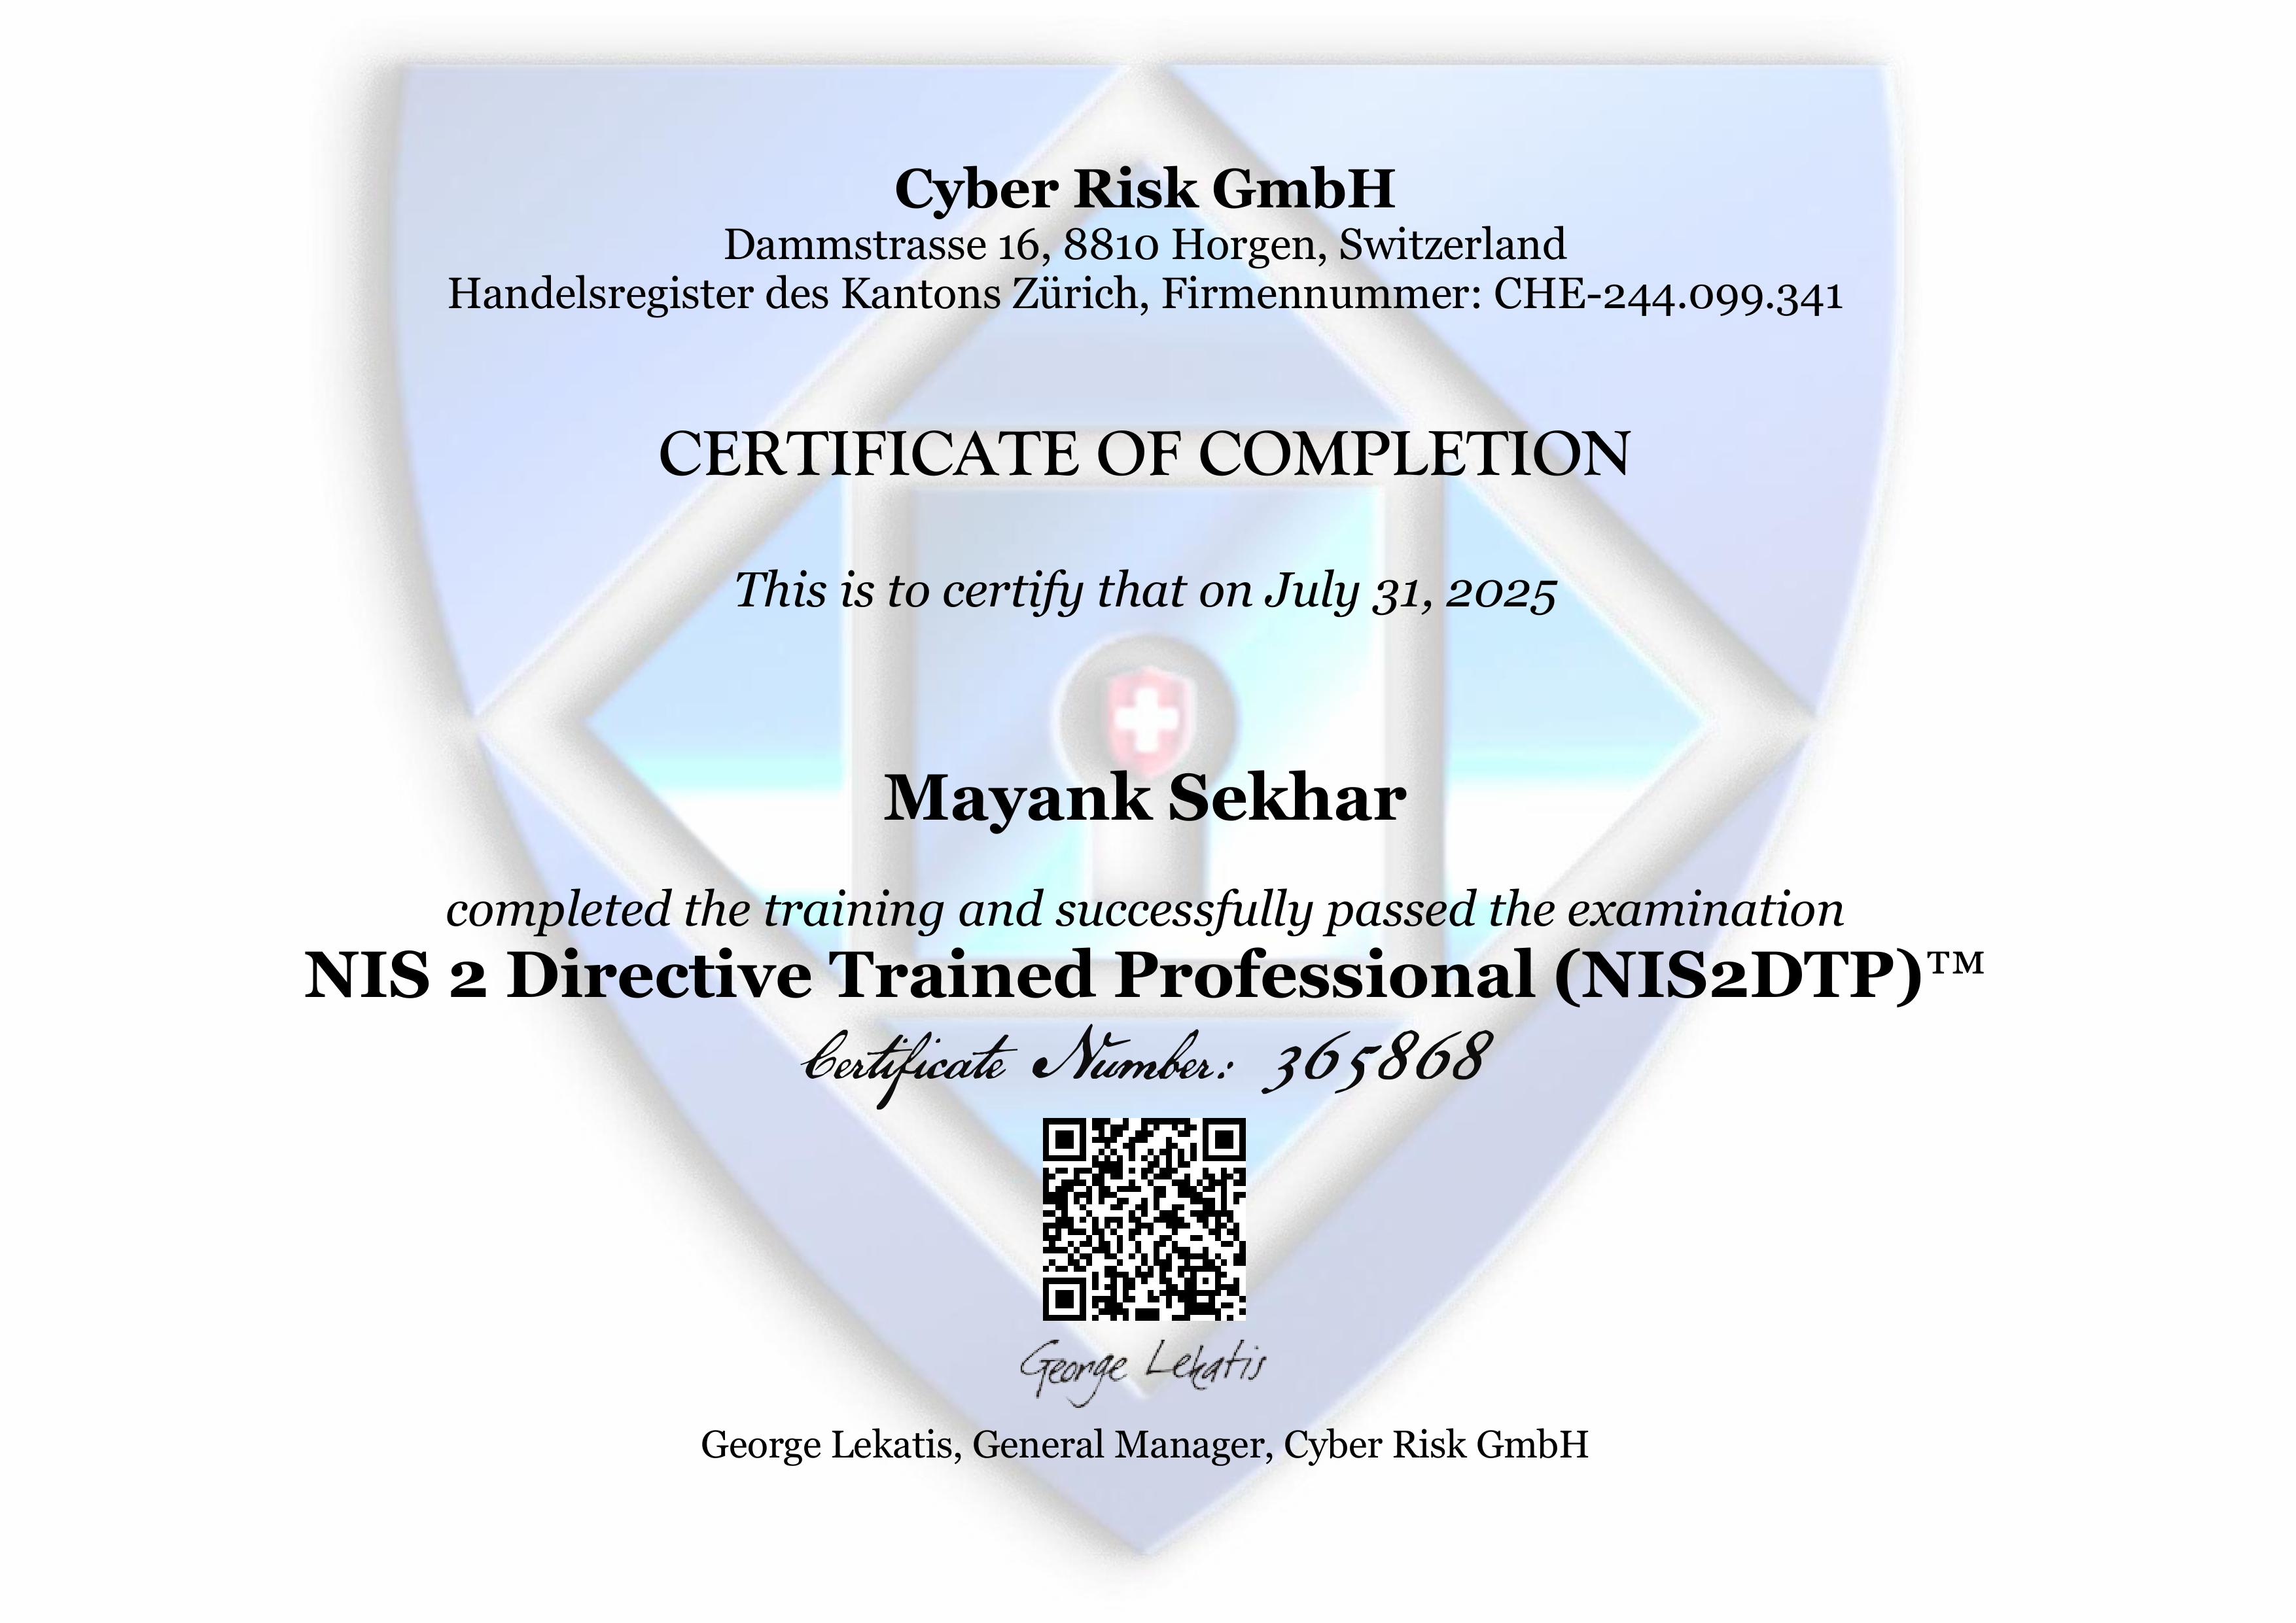 Cyber Risk GmbH
Dammstrasse 16, 8810 Horgen, Switzerland
Handelsregister des Kantons Zürich, Firmennummer: CHE-244.099.341
CERTIFICATE OF COMPLETION
This is to certify that on July 31, 2025
Mayank Sekhar
completed the training and successfully passed the examination
NIS 2 Directive Trained Professional (NIS2DTP)™
Certificate Number: 365868
George Lekatis
George Lekatis, General Manager, Cyber Risk GmbH